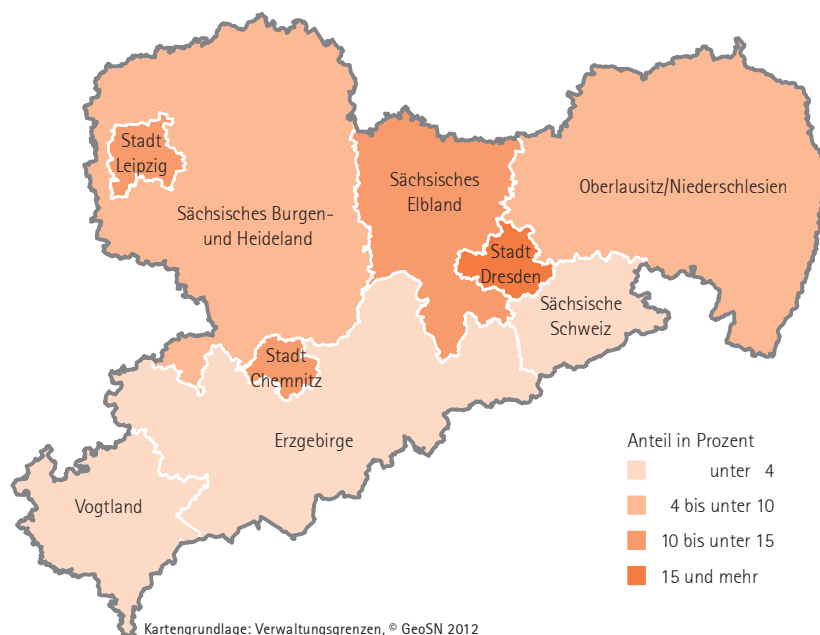 Stadt
Leipzig
Sächsisches Burgen-
und Heideland
Sächsisches
Elbland
Oberlausitz/Niederschlesien
Stadt
Dresden
Sächsische
Schweiz
Stadt
Chemnitz
Erzgebirge
Vogtland
Anteil in Prozent
unter 4
4 bis unter 10
10 bis unter 15
15 und mehr
Kartengrundlage: Verwaltungsgrenzen, © GeoSN 2012